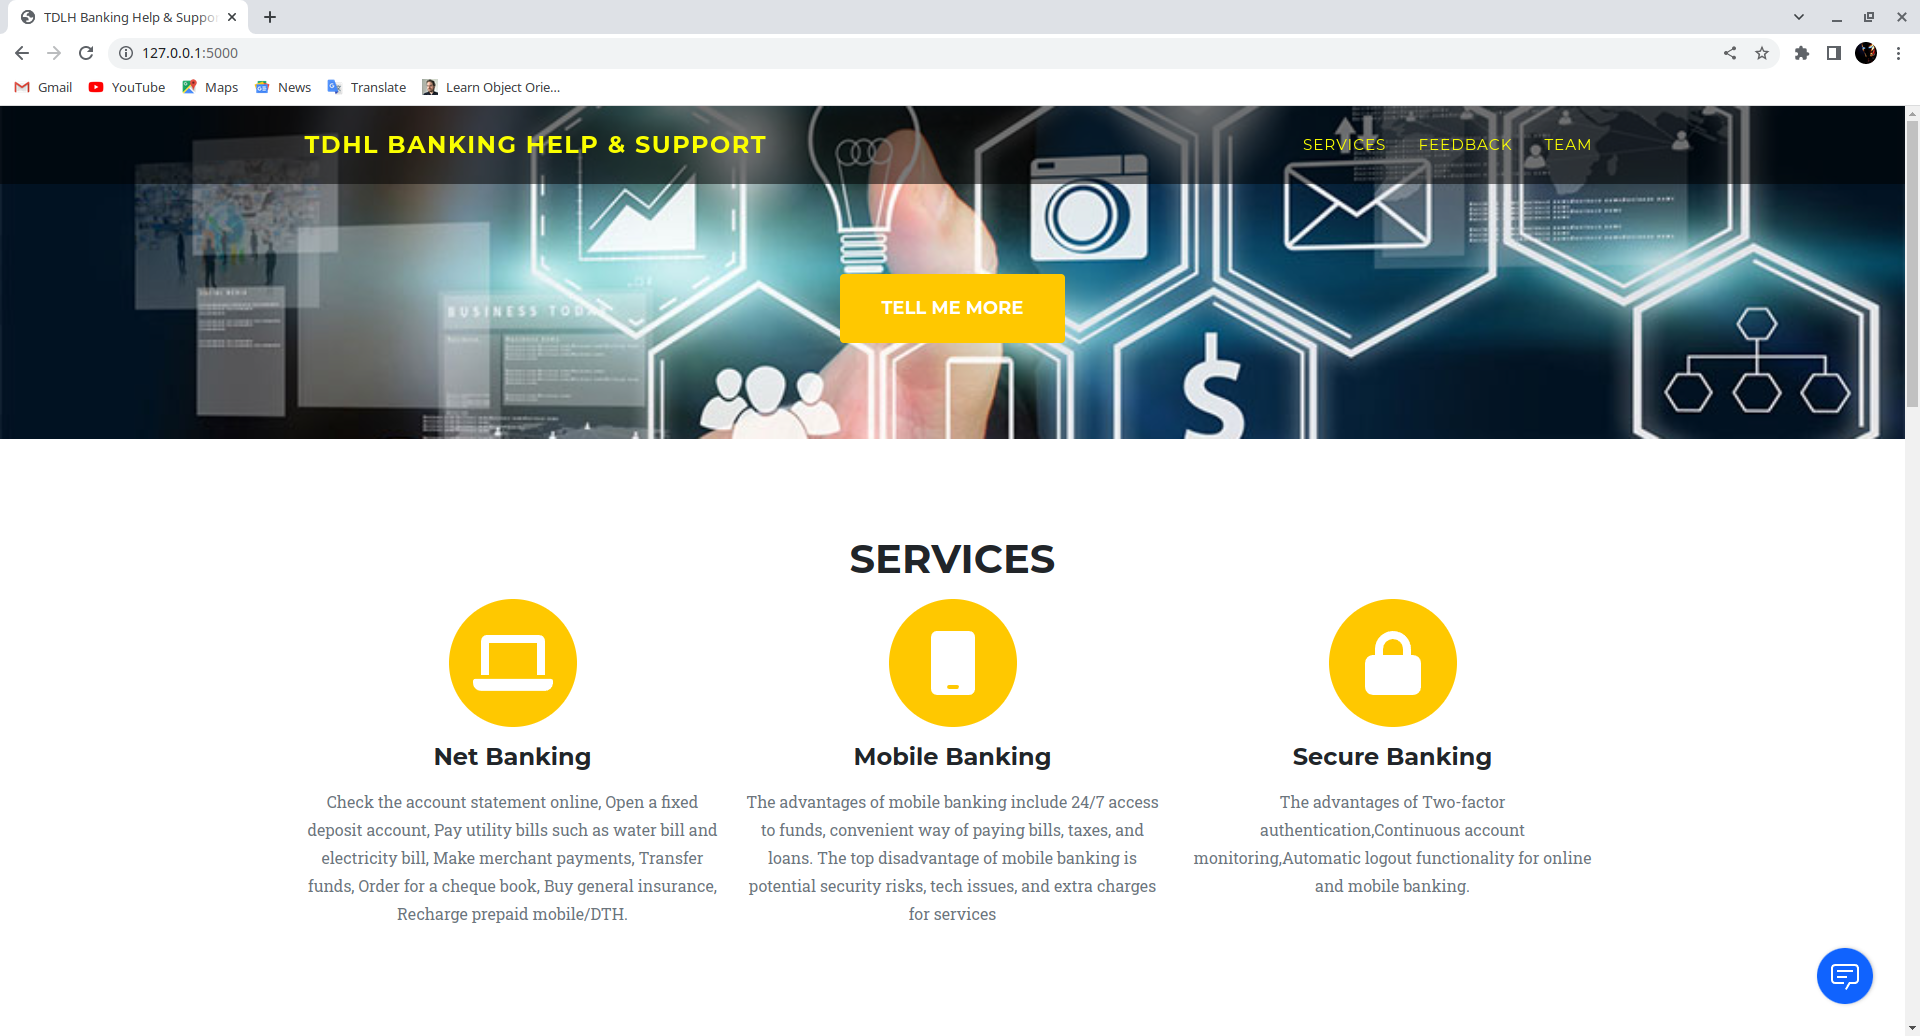 TDLH Banking Help & Suppo
127.0.0.1:5000
Gmail
YouTube
Maps
News
Translate
Learn Object Orie...
TDHL BANKING HELP & SUPPORT
SERVICES
FEEDBACK
TEAM
BUSINESS TODAY
TELL ME MORE
$
SERVICES
Net Banking
Check the account statement online, Open a fixed
deposit account, Pay utility bills such as water bill and
electricity bill, Make merchant payments, Transfer
funds, Order for a cheque book, Buy general insurance,
Recharge prepaid mobile/DTH.
Mobile Banking
The advantages of mobile banking include 24/7 access
to funds, convenient way of paying bills, taxes, and
loans. The top disadvantage of mobile banking is
potential security risks, tech issues, and extra charges
for services
Secure Banking
The advantages of Two-factor
authentication,Continuous account
monitoring,Automatic logout functionality for online
and mobile banking.